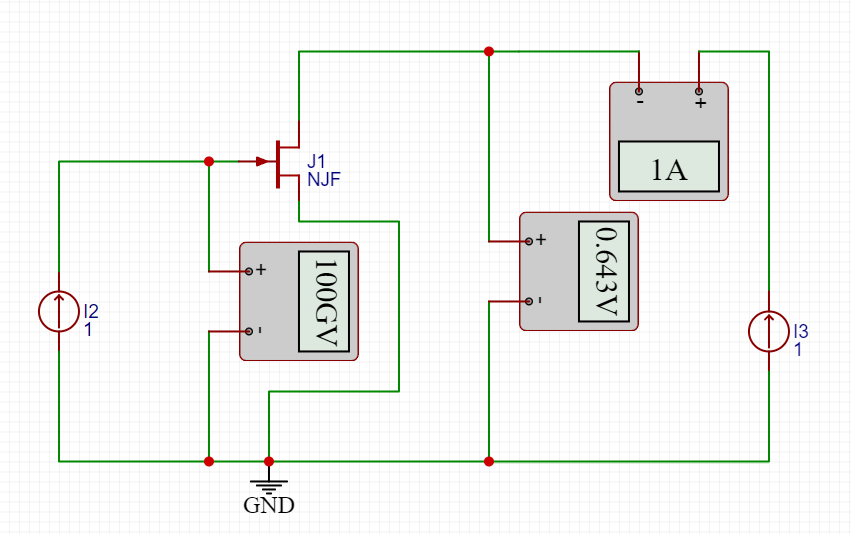 - +
1A
J1
NJF
+
0.643V
-
+
100GV
-
I2
1
I3
1
GND